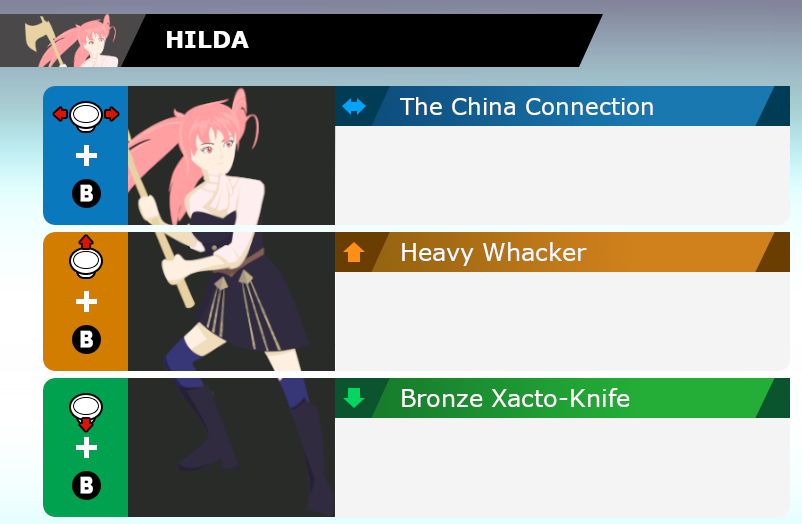 HILDA
The China Connection
+
B
Heavy Whacker
+
B
Bronze Xacto-Knife
+
B